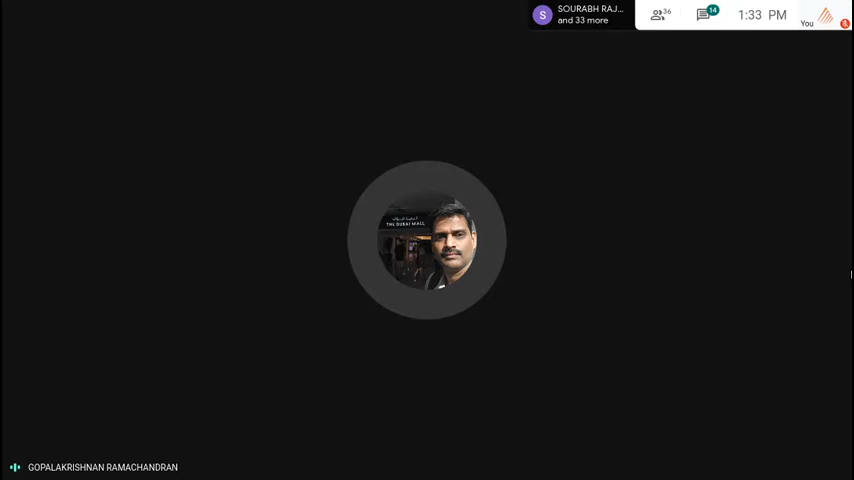 S
SOURABH RAJ...
and 33 more
36
14
1:33 PM
You
THE DUBAI MALL
GOPALAKRISHNAN RAMACHANDRAN